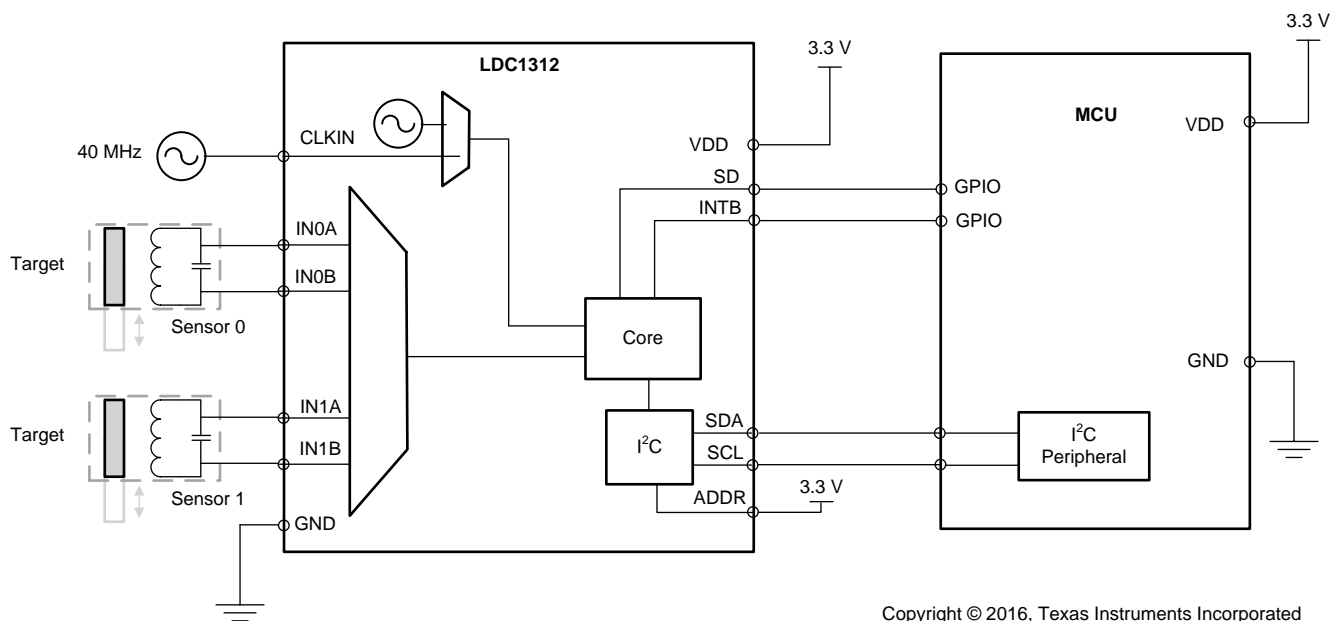 3.3 V
3.3 V
LDC1312
MCU
40 MHz
CLKIN
VDD
VDD
SD
GPIO
INTB
GPIO
IN0A
Target
IN0B
Sensor 0
Core
GND
IN1A
Target
IN1B
Sensor 1
I²C
SDA
SCL
ADDR
3.3 V
I²C
Peripheral
GND
Copyright © 2016, Texas Instruments Incorporated